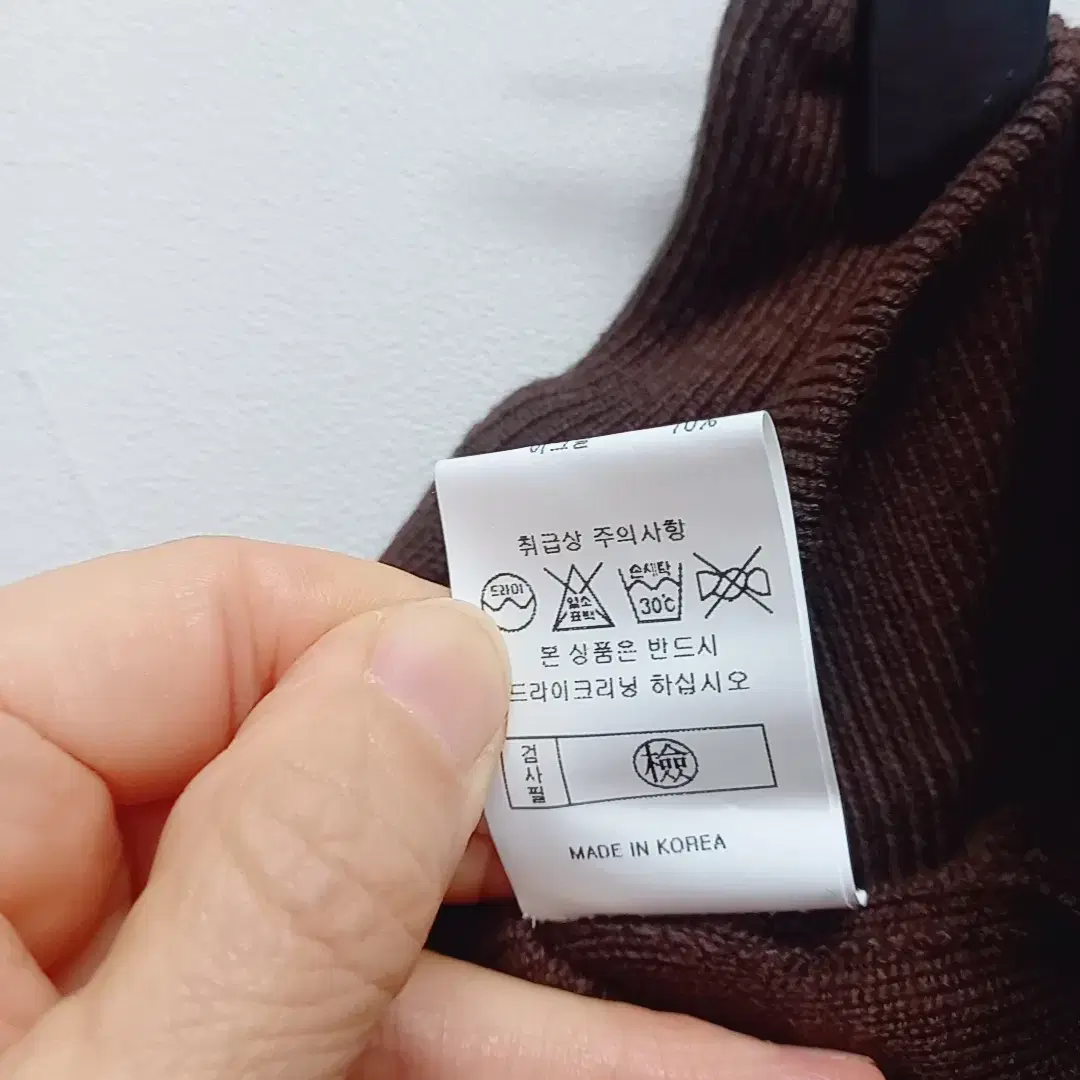 70%
취급상 주의사항
드라이
염소
표백
손세탁
30℃
본 상품은 반드시
드라이크리닝 하십시오
검사필
檢
MADE IN KOREA